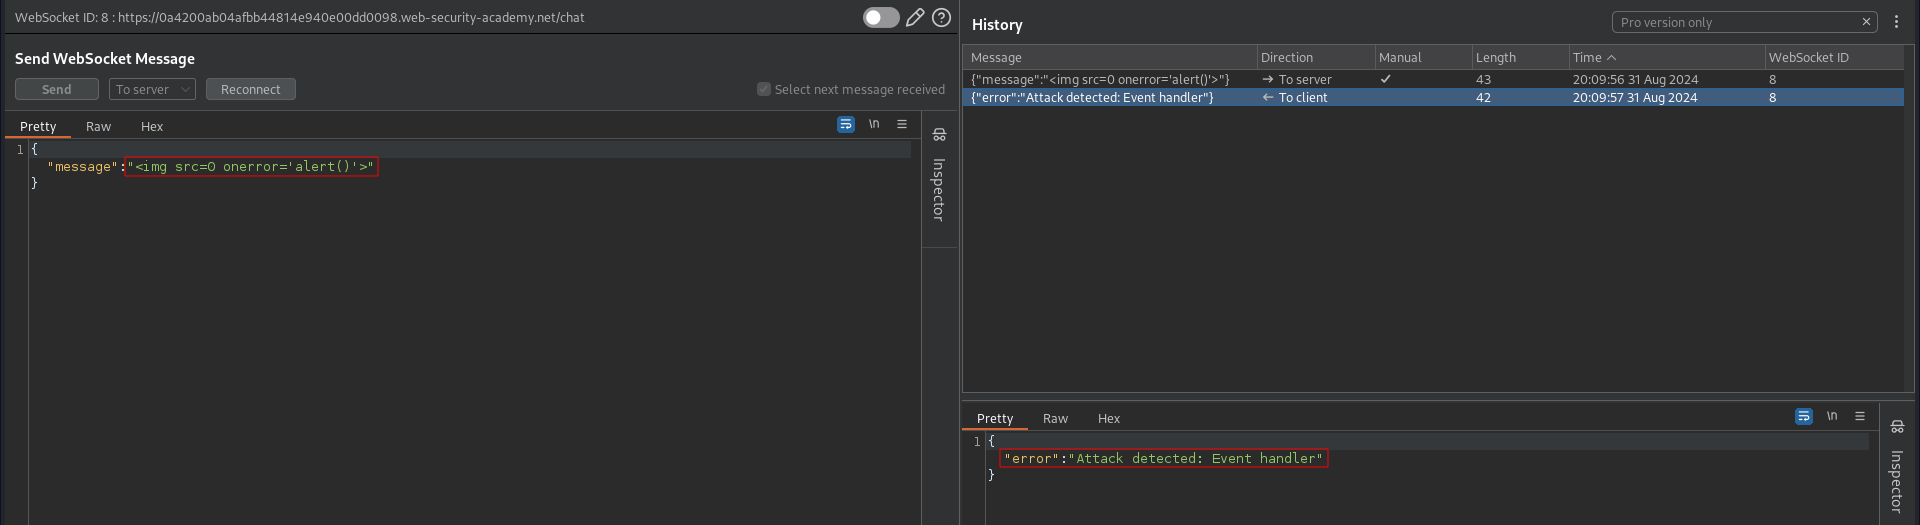 WebSocket ID: 8 : https://0a4200ab04afbb44814e940e00dd0098.web-security-academy.net/chat
Send WebSocket Message
Send To server Reconnect Select next message received
Pretty Raw Hex \n
1 {
"message":"<img src=0 onerror='alert()'>"
}
Inspector
History
Pro version only
Message Direction Manual Length Time WebSocket ID
{"message":"<img src=0 onerror='alert()'>"} → To server ✓ 43 20:09:56 31 Aug 2024 8
{"error":"Attack detected: Event handler"} ← To client 42 20:09:57 31 Aug 2024 8
Pretty Raw Hex \n
1 {
"error":"Attack detected: Event handler"
}
Inspector